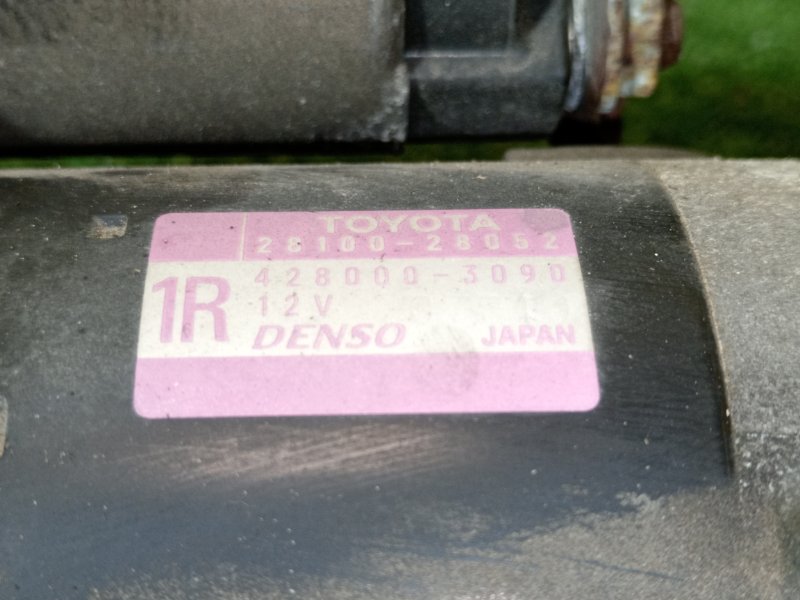 TOYOTA
28100-28052
428000-3090
1R
12V
DENSO JAPAN